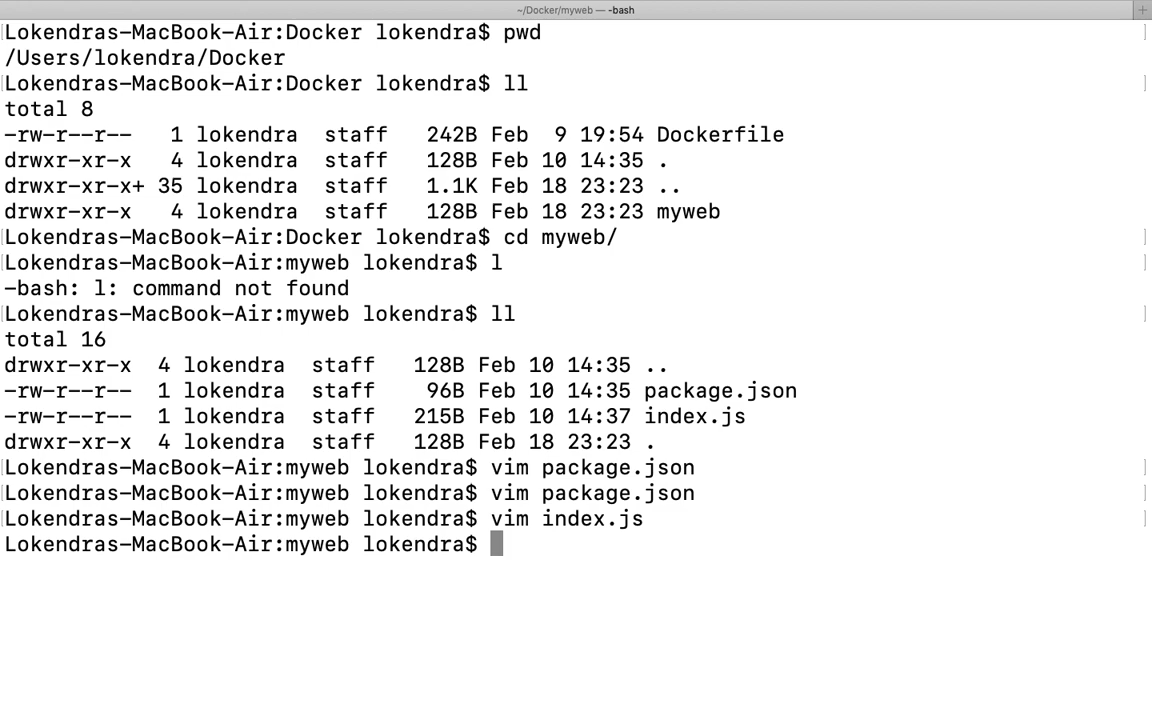 ~/Docker/myweb — -bash
Lokendras-MacBook-Air:Docker lokendra$ pwd
/Users/lokendra/Docker
Lokendras-MacBook-Air:Docker lokendra$ ll
total 8
-rw-r--r--   1 lokendra  staff   242B Feb  9 19:54 Dockerfile
drwxr-xr-x   4 lokendra  staff   128B Feb 10 14:35 .
drwxr-xr-x+ 35 lokendra  staff   1.1K Feb 18 23:23 ..
drwxr-xr-x   4 lokendra  staff   128B Feb 18 23:23 myweb
Lokendras-MacBook-Air:Docker lokendra$ cd myweb/
Lokendras-MacBook-Air:myweb lokendra$ l
-bash: l: command not found
Lokendras-MacBook-Air:myweb lokendra$ ll
total 16
drwxr-xr-x  4 lokendra  staff   128B Feb 10 14:35 ..
-rw-r--r--  1 lokendra  staff    96B Feb 10 14:35 package.json
-rw-r--r--  1 lokendra  staff   215B Feb 10 14:37 index.js
drwxr-xr-x  4 lokendra  staff   128B Feb 18 23:23 .
Lokendras-MacBook-Air:myweb lokendra$ vim package.json
Lokendras-MacBook-Air:myweb lokendra$ vim package.json
Lokendras-MacBook-Air:myweb lokendra$ vim index.js
Lokendras-MacBook-Air:myweb lokendra$